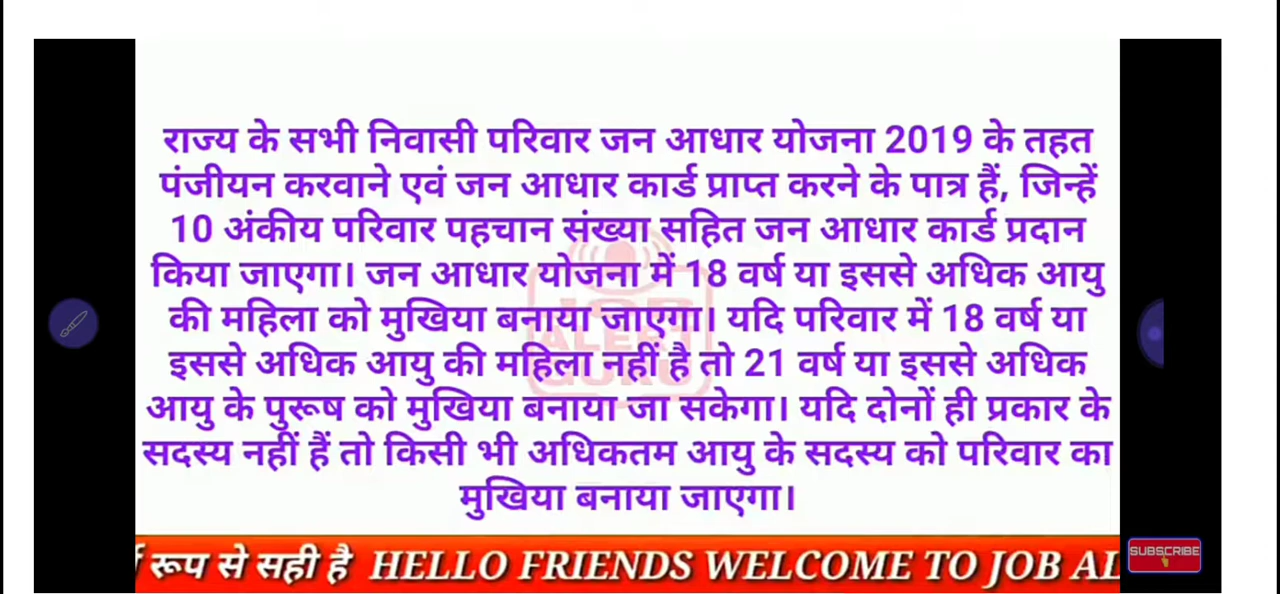 राज्य के सभी निवासी परिवार जन आधार योजना 2019 के तहत
पंजीयन करवाने एवं जन आधार कार्ड प्राप्त करने के पात्र हैं, जिन्हें
10 अंकीय परिवार पहचान संख्या सहित जन आधार कार्ड प्रदान
किया जाएगा। जन आधार योजना में 18 वर्ष या इससे अधिक आयु
की महिला को मुखिया बनाया जाएगा। यदि परिवार में 18 वर्ष या
इससे अधिक आयु की महिला नहीं है तो 21 वर्ष या इससे अधिक
आयु के पुरूष को मुखिया बनाया जा सकेगा। यदि दोनों ही प्रकार के
सदस्य नहीं हैं तो किसी भी अधिकतम आयु के सदस्य को परिवार का
मुखिया बनाया जाएगा।
JOB
ALERT
GURU
रूप से सही है HELLO FRIENDS WELCOME TO JOB AL
SUBSCRIBE